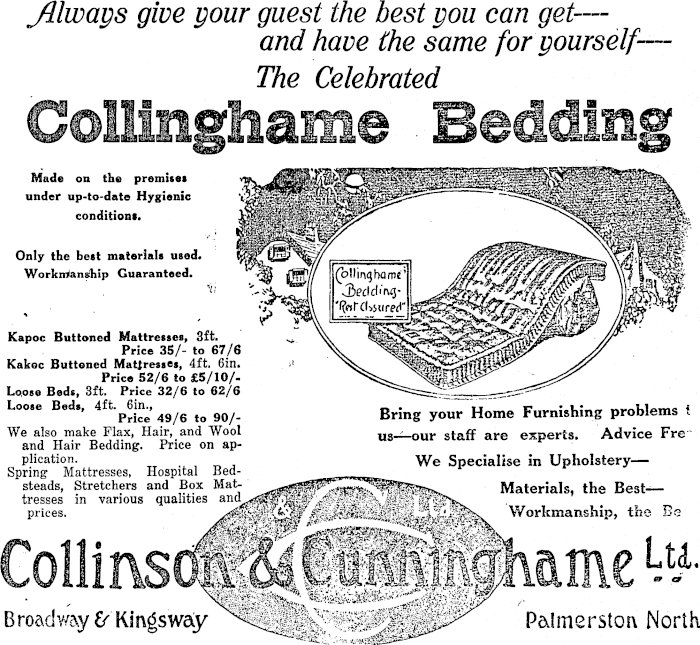 Always give your guest the best you can get----
and have the same for yourself----
The Celebrated
Collinghame Bedding
Made on the premises
under up-to-date Hygienic
conditions.
Only the best materials used.
Workmanship Guaranteed.
Collinghame
Bedding-
"Rest Assured"
Kapoc Buttoned Mattresses, 3ft.
Price 35/- to 67/6
Kakoc Buttoned Mattresses, 4ft. 6in.
Price 52/6 to £5/10/-
Loose Beds, 3ft. Price 32/6 to 62/6
Loose Beds, 4ft. 6in.,
Price 49/6 to 90/-
We also make Flax, Hair, and Wool
and Hair Bedding. Price on ap-
plication.
Spring Mattresses, Hospital Bed-
steads, Stretchers and Box Mat-
tresses in various qualities and
prices.
Bring your Home Furnishing problems t
us—our staff are experts. Advice Fre
We Specialise in Upholstery—
Materials, the Best—
Workmanship, the Be
& Ltd
Collinson & Cunninghame Ltd.
Broadway & Kingsway
Palmerston North